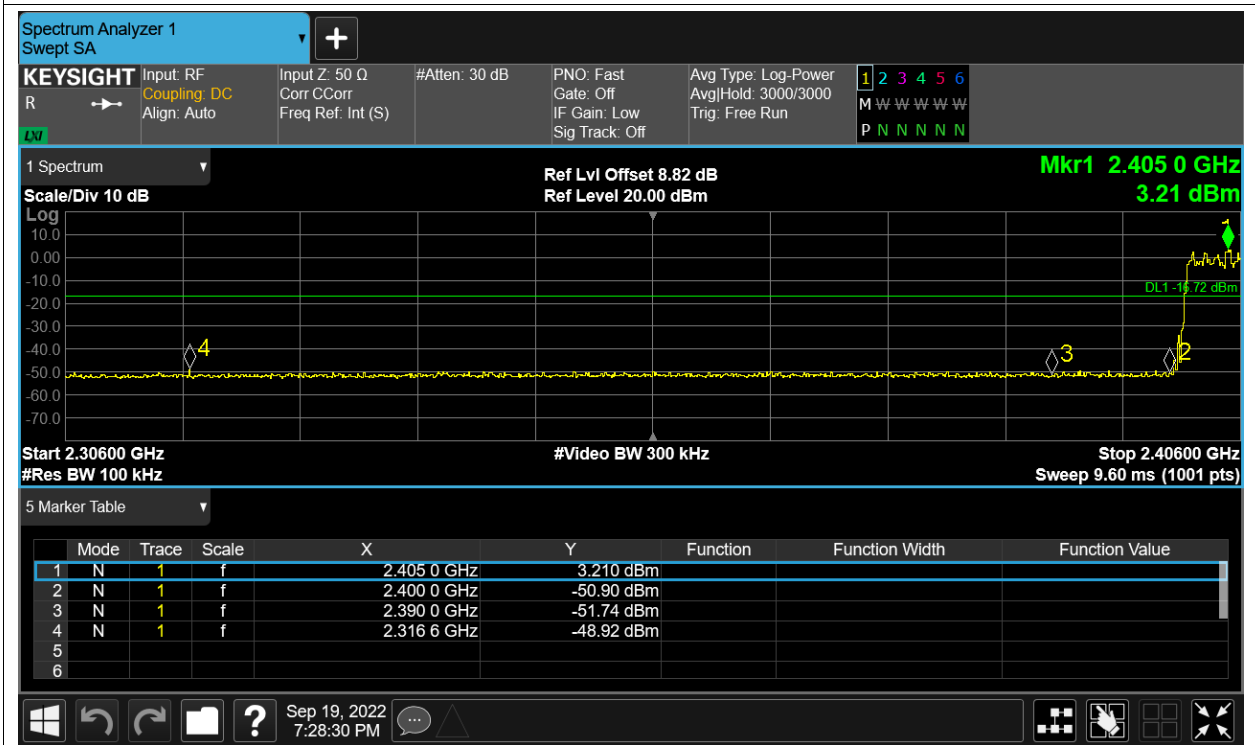 Spectrum Analyzer 1
Swept SA
+
KEYSIGHT
R
LXI
Input: RF
Coupling: DC
Align: Auto
Input Z: 50 Ω
Corr CCorr
Freq Ref: Int (S)
#Atten: 30 dB
PNO: Fast
Gate: Off
IF Gain: Low
Sig Track: Off
Avg Type: Log-Power
Avg|Hold: 3000/3000
Trig: Free Run
1 2 3 4 5 6
M W W W W W
P N N N N N
1 Spectrum
Scale/Div 10 dB
Ref Lvl Offset 8.82 dB
Ref Level 20.00 dBm
Mkr1 2.405 0 GHz
3.21 dBm
Log
10.0
0.00
-10.0
-20.0
-30.0
-40.0
-50.0
-60.0
-70.0
1
DL1 -16.72 dBm
4
3
2
Start 2.30600 GHz
#Video BW 300 kHz
Stop 2.40600 GHz
#Res BW 100 kHz
Sweep 9.60 ms (1001 pts)
5 Marker Table
Mode Trace Scale X Y Function Function Width Function Value
1 N 1 f 2.405 0 GHz 3.210 dBm
2 N 1 f 2.400 0 GHz -50.90 dBm
3 N 1 f 2.390 0 GHz -51.74 dBm
4 N 1 f 2.316 6 GHz -48.92 dBm
5
6
?
Sep 19, 2022
7:28:30 PM